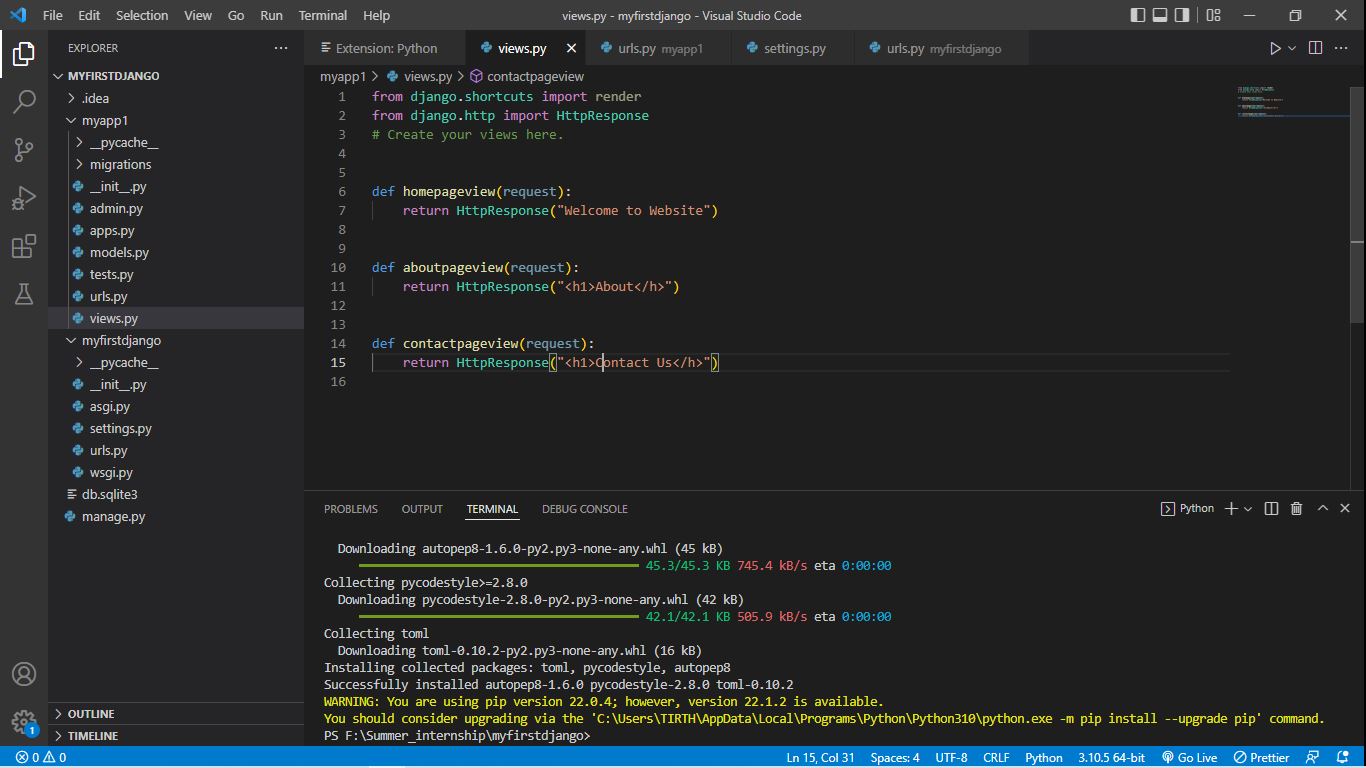 File Edit Selection View Go Run Terminal Help views.py - myfirstdjango - Visual Studio Code
EXPLORER
MYFIRSTDJANGO
.idea
myapp1
__pycache__
migrations
__init__.py
admin.py
apps.py
models.py
tests.py
urls.py
views.py
myfirstdjango
__pycache__
__init__.py
asgi.py
settings.py
urls.py
wsgi.py
db.sqlite3
manage.py
OUTLINE
TIMELINE
Extension: Python views.py urls.py myapp1 settings.py urls.py myfirstdjango
myapp1 > views.py > contactpageview
1 from django.shortcuts import render
2 from django.http import HttpResponse
3 # Create your views here.
4
5
6 def homepageview(request):
7     return HttpResponse("Welcome to Website")
8
9
10 def aboutpageview(request):
11     return HttpResponse("<h1>About</h>")
12
13
14 def contactpageview(request):
15     return HttpResponse("<h1>Contact Us</h>")
16
PROBLEMS OUTPUT TERMINAL DEBUG CONSOLE Python
Downloading autopep8-1.6.0-py2.py3-none-any.whl (45 kB)
45.3/45.3 KB 745.4 kB/s eta 0:00:00
Collecting pycodestyle>=2.8.0
Downloading pycodestyle-2.8.0-py2.py3-none-any.whl (42 kB)
42.1/42.1 KB 505.9 kB/s eta 0:00:00
Collecting toml
Downloading toml-0.10.2-py2.py3-none-any.whl (16 kB)
Installing collected packages: toml, pycodestyle, autopep8
Successfully installed autopep8-1.6.0 pycodestyle-2.8.0 toml-0.10.2
WARNING: You are using pip version 22.0.4; however, version 22.1.2 is available.
You should consider upgrading via the 'C:\Users\TIRTH\AppData\Local\Programs\Python\Python310\python.exe -m pip install --upgrade pip' command.
PS F:\Summer_internship\myfirstdjango>
1
0 0 Ln 15, Col 31 Spaces: 4 UTF-8 CRLF Python 3.10.5 64-bit Go Live Prettier